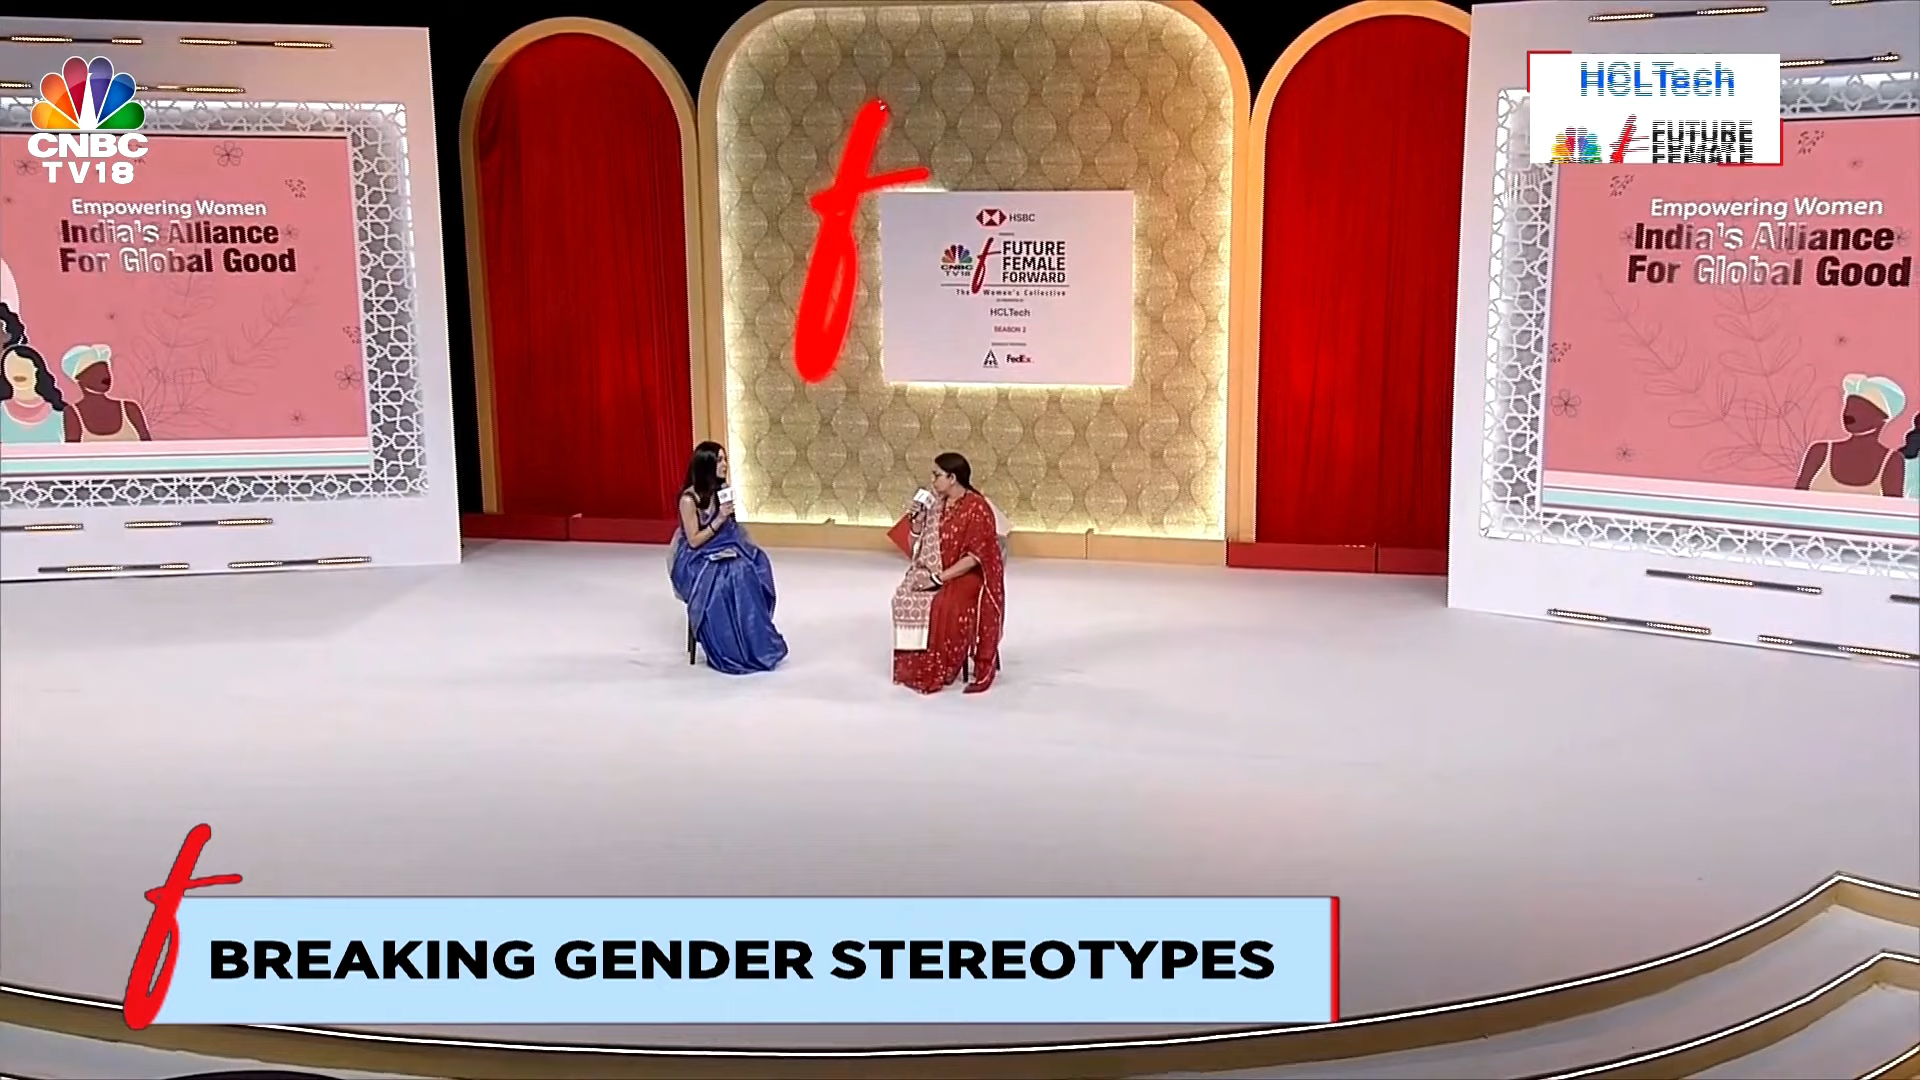 CNBC
TV18
Empowering Women
India's Alliance
For Global Good
HSBC
CNBC
TV18
FUTURE
FEMALE
FORWARD
The Women's Collective
HCLTech
SEASON 2
FedEx
HCLTech
FUTURE
FEMALE
Empowering Women
India's Alliance
For Global Good
BREAKING GENDER STEREOTYPES